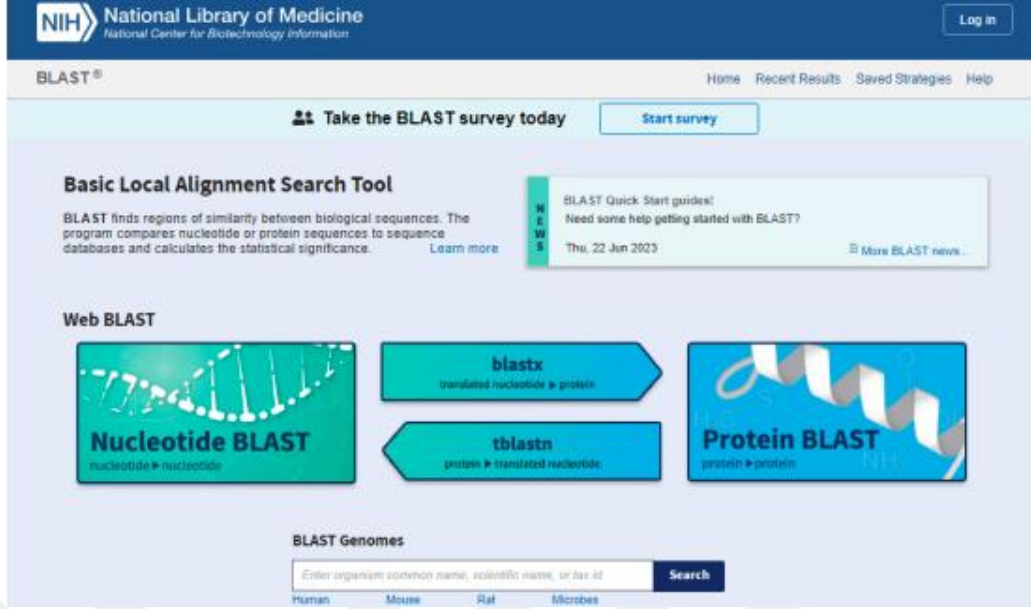 NIH National Library of Medicine
National Center for Biotechnology Information
Log in
BLAST ®
Home Recent Results Saved Strategies Help
Take the BLAST survey today
Start survey
Basic Local Alignment Search Tool
BLAST finds regions of similarity between biological sequences. The
program compares nucleotide or protein sequences to sequence
databases and calculates the statistical significance. Learn more
NEWS
BLAST Quick Start guides!
Need some help getting started with BLAST?
Thu, 22 Jun 2023
More BLAST news...
Web BLAST
Nucleotide BLAST
nucleotide ▶ nucleotide
blastx
translated nucleotide ▶ protein
tblastn
protein ▶ translated nucleotide
Protein BLAST
protein ▶ protein
BLAST Genomes
Enter organism common name, scientific name, or tax id
Search
Human Mouse Rat Microbes